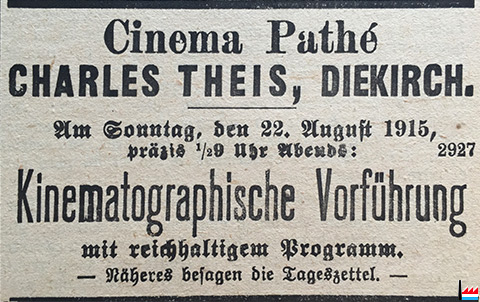 Cinema Pathé
CHARLES THEIS, DIEKIRCH.
Am Sonntag, den 22. August 1915,
präzis ½9 Uhr Abends: 2927
Kinematographische Vorführung
mit reichhaltigem Programm.
— Näheres besagen die Tageszettel. —